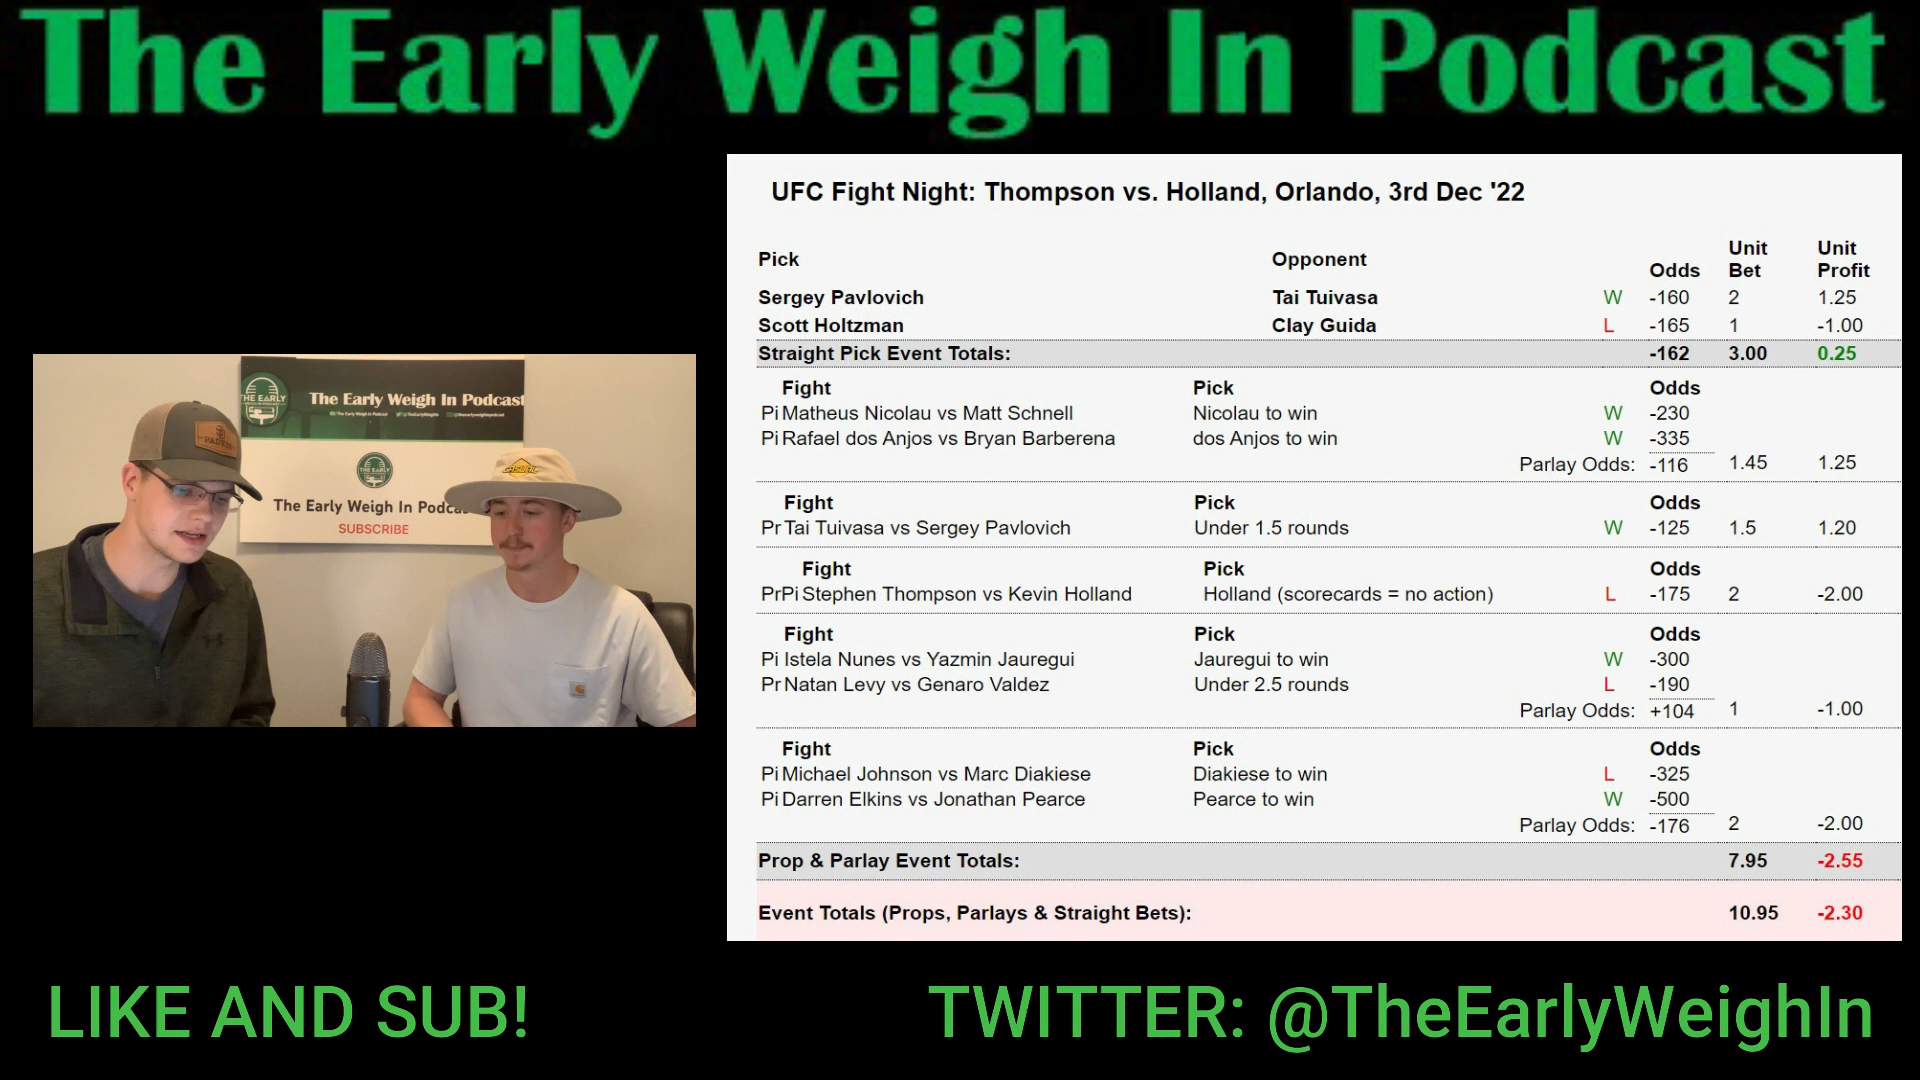 The Early Weigh In Podcast
UFC Fight Night: Thompson vs. Holland, Orlando, 3rd Dec '22
Pick Opponent Odds Unit Bet Unit Profit
Sergey Pavlovich Tai Tuivasa W -160 2 1.25
Scott Holtzman Clay Guida L -165 1 -1.00
Straight Pick Event Totals: -162 3.00 0.25
Fight Pick Odds
Pi Matheus Nicolau vs Matt Schnell Nicolau to win W -230
Pi Rafael dos Anjos vs Bryan Barberena dos Anjos to win W -335
Parlay Odds: -116 1.45 1.25
Fight Pick Odds
Pr Tai Tuivasa vs Sergey Pavlovich Under 1.5 rounds W -125 1.5 1.20
Fight Pick Odds
PrPi Stephen Thompson vs Kevin Holland Holland (scorecards = no action) L -175 2 -2.00
Fight Pick Odds
Pi Istela Nunes vs Yazmin Jauregui Jauregui to win W -300
Pr Natan Levy vs Genaro Valdez Under 2.5 rounds L -190
Parlay Odds: +104 1 -1.00
Fight Pick Odds
Pi Michael Johnson vs Marc Diakiese Diakiese to win L -325
Pi Darren Elkins vs Jonathan Pearce Pearce to win W -500
Parlay Odds: -176 2 -2.00
Prop & Parlay Event Totals: 7.95 -2.55
Event Totals (Props, Parlays & Straight Bets): 10.95 -2.30
THE EARLY
The Early Weigh In Podcast
THE EARLY
The Early Weigh In Podca
SUBSCRIBE
PADRES
CASUAL
LIKE AND SUB!
TWITTER: @TheEarlyWeighIn